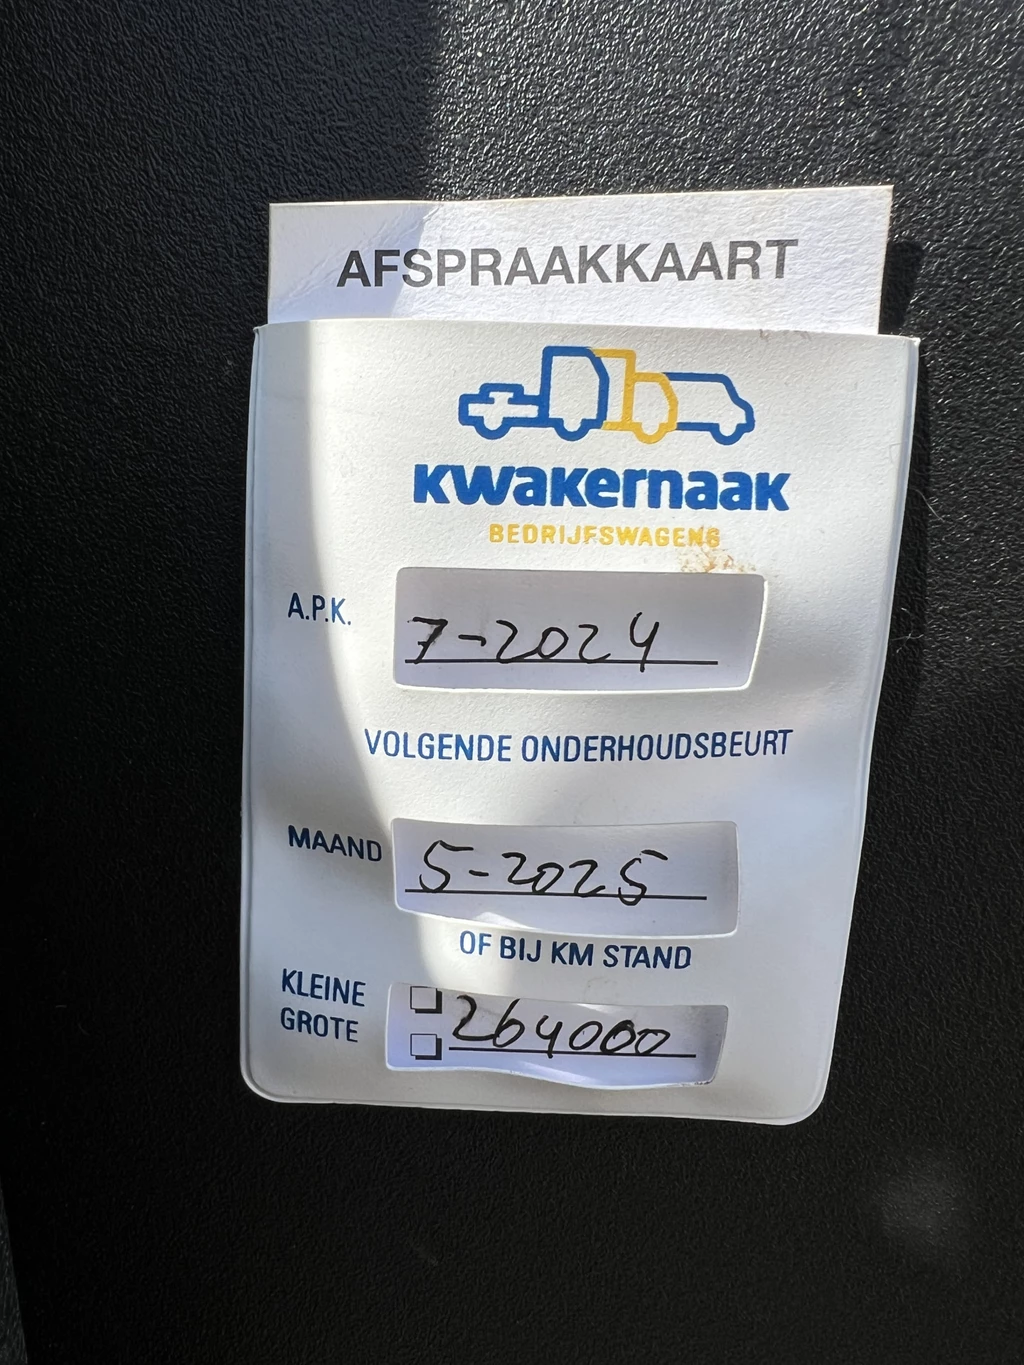 AFSPRAAKKAART
KWAKERNAAK
BEDRIJFSWAGENS
A.P.K. 7-2024
VOLGENDE ONDERHOUDSBEURT
MAAND 5-2025
OF BIJ KM STAND
KLEINE
GROTE 264000